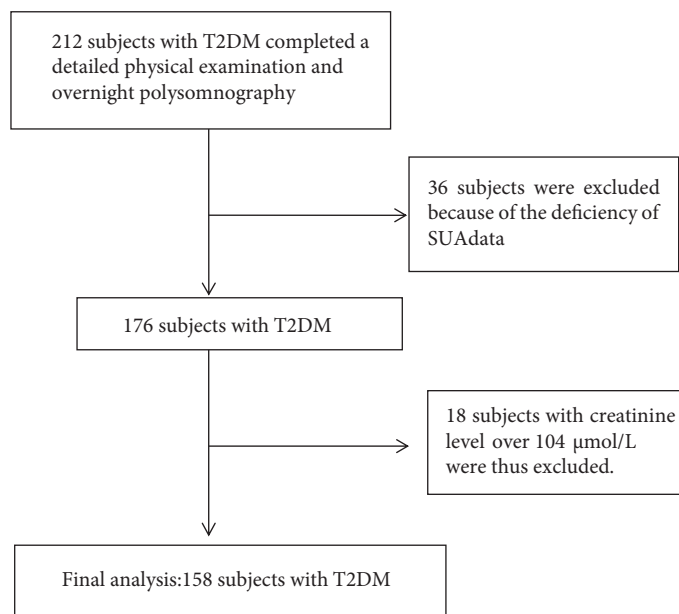 212 subjects with T2DM completed a
detailed physical examination and
overnight polysomnography
36 subjects were excluded
because of the deficiency of
SUAdata
176 subjects with T2DM
18 subjects with creatinine
level over 104 μmol/L
were thus excluded.
Final analysis:158 subjects with T2DM